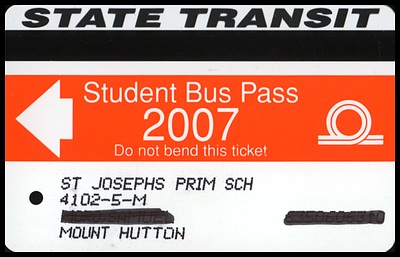 STATE TRANSIT
Student Bus Pass
2007
Do not bend this ticket
ST JOSEPHS PRIM SCH
4102-5-M
MOUNT HUTTON